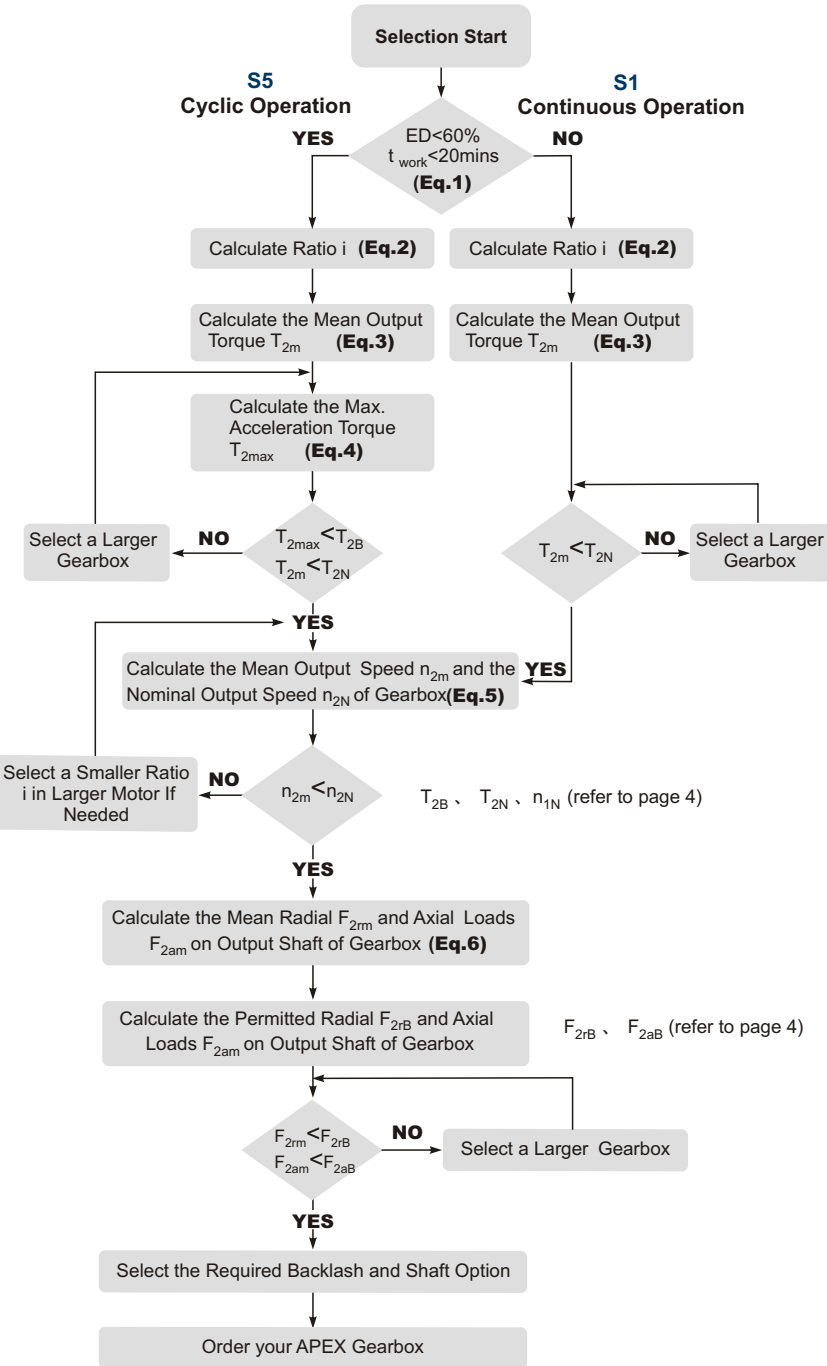 Selection Start
S5
Cyclic Operation
S1
Continuous Operation
YES
ED<60%
t work<20mins
(Eq.1)
NO
Calculate Ratio i (Eq.2)
Calculate Ratio i (Eq.2)
Calculate the Mean Output
Torque T2m (Eq.3)
Calculate the Mean Output
Torque T2m (Eq.3)
Calculate the Max.
Acceleration Torque
T2max (Eq.4)
Select a Larger
Gearbox
NO
T2max<T2B
T2m<T2N
T2m<T2N
NO
Select a Larger
Gearbox
YES
Calculate the Mean Output Speed n2m and the
Nominal Output Speed n2N of Gearbox(Eq.5)
YES
Select a Smaller Ratio
i in Larger Motor If
Needed
NO
n2m<n2N
T2B 、 T2N 、 n1N (refer to page 4)
YES
Calculate the Mean Radial F2rm and Axial Loads
F2am on Output Shaft of Gearbox (Eq.6)
Calculate the Permitted Radial F2rB and Axial
Loads F2am on Output Shaft of Gearbox
F2rB 、 F2aB (refer to page 4)
F2rm<F2rB
F2am<F2aB
NO
Select a Larger Gearbox
YES
Select the Required Backlash and Shaft Option
Order your APEX Gearbox